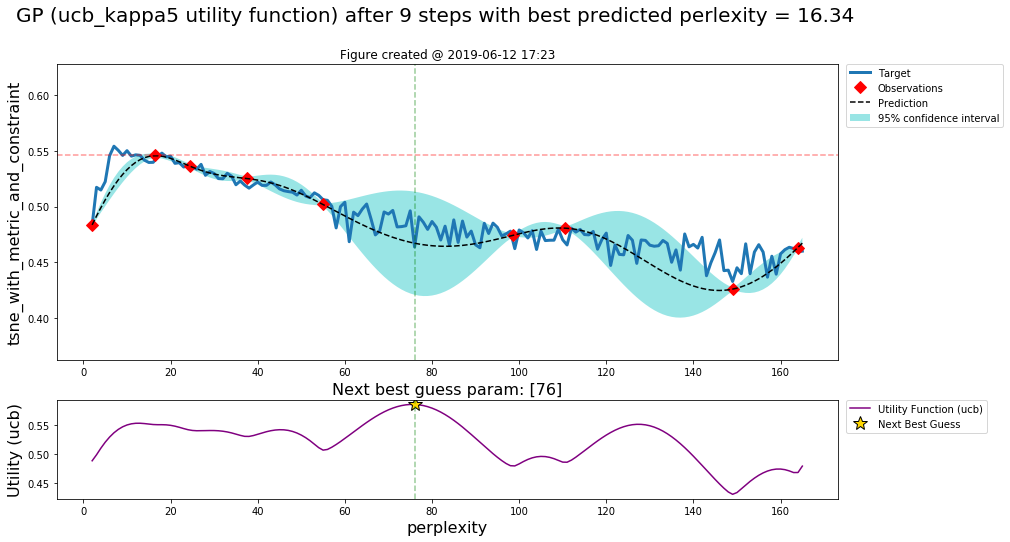 GP (ucb_kappa5 utility function) after 9 steps with best predicted perlexity = 16.34
Figure created @ 2019-06-12 17:23
tsne_with_metric_and_constraint
0.60
0.55
0.50
0.45
0.40
0 20 40 60 80 100 120 140 160
Target
Observations
Prediction
95% confidence interval
Next best guess param: [76]
Utility (ucb)
0.55
0.50
0.45
0 20 40 60 80 100 120 140 160
perplexity
Utility Function (ucb)
Next Best Guess